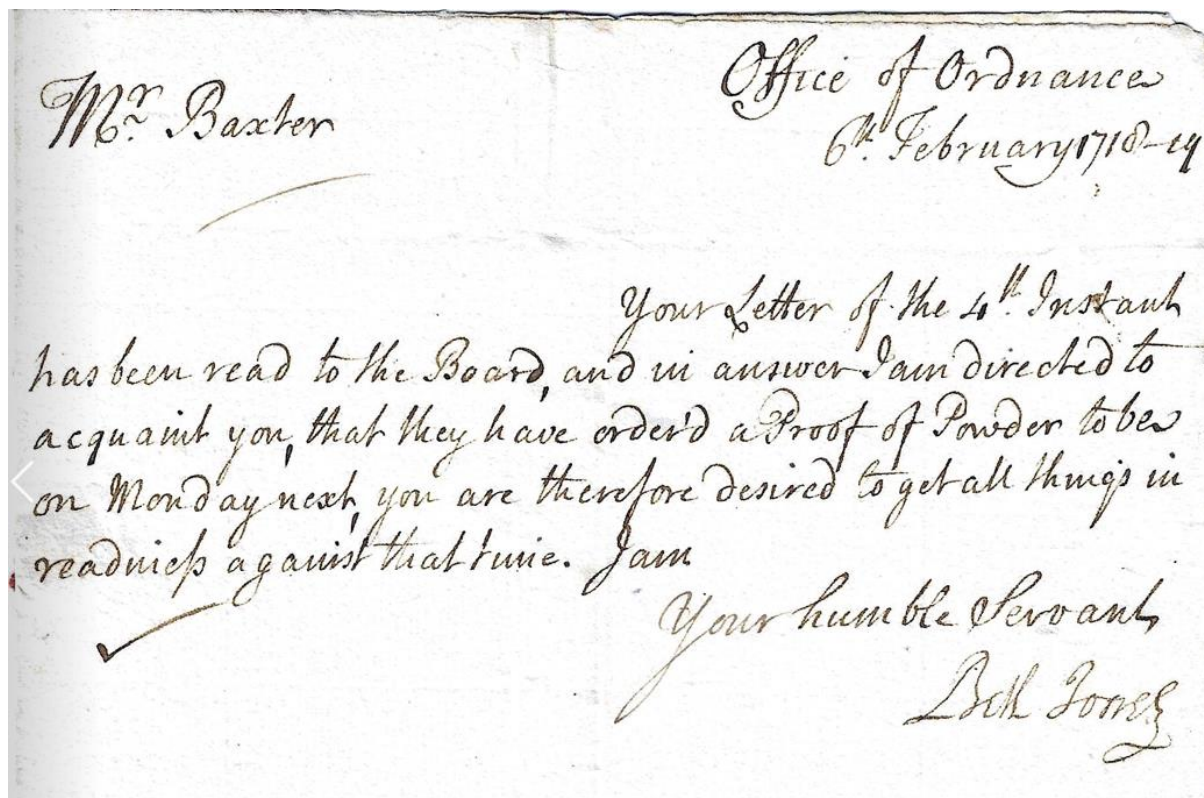 Office of Ordnance
Mr. Baxter
6th. February 1718-19
Your Letter of the 4th. Instant
has been read to the Board, and in answer I am directed to
acquaint you, that they have order'd a Proof of Powder to be
on Monday next, you are therefore desired to get all things in
readiness against that time. I am
Your humble Servant
Jones